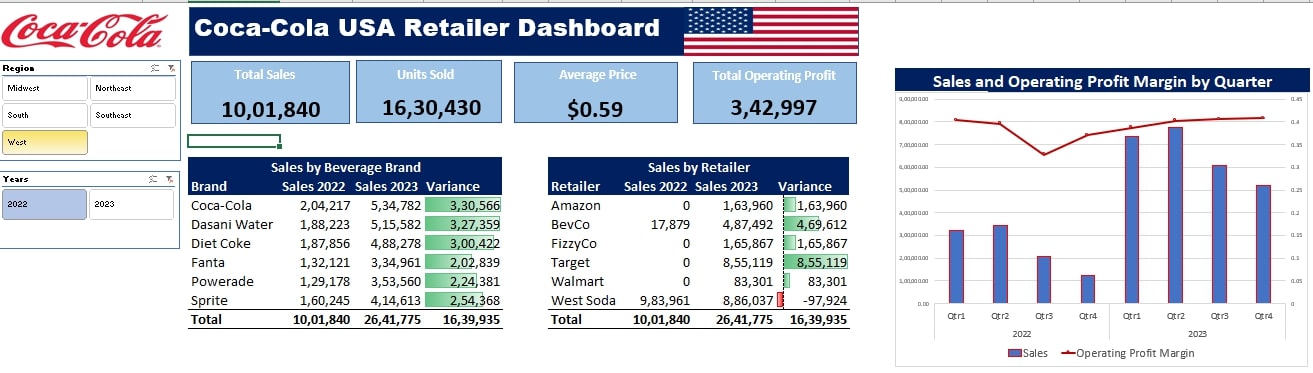 Coca-Cola
Coca-Cola USA Retailer Dashboard
Region
Midwest Northeast
South Southeast
West
Years
2022 2023
Total Sales
10,01,840
Units Sold
16,30,430
Average Price
$0.59
Total Operating Profit
3,42,997
Sales by Beverage Brand
Brand Sales 2022 Sales 2023 Variance
Coca-Cola 2,04,217 5,34,782 3,30,566
Dasani Water 1,88,223 5,15,582 3,27,359
Diet Coke 1,87,856 4,88,278 3,00,422
Fanta 1,32,121 3,34,961 2,02,839
Powerade 1,29,178 3,53,560 2,24,381
Sprite 1,60,245 4,14,613 2,54,368
Total 10,01,840 26,41,775 16,39,935
Sales by Retailer
Retailer Sales 2022 Sales 2023 Variance
Amazon 0 1,63,960 1,63,960
BevCo 17,879 4,87,492 4,69,612
FizzyCo 0 1,65,867 1,65,867
Target 0 8,55,119 8,55,119
Walmart 0 83,301 83,301
West Soda 9,83,961 8,86,037 -97,924
Total 10,01,840 26,41,775 16,39,935
Sales and Operating Profit Margin by Quarter
9,00,000.00 0.45
8,00,000.00 0.4
7,00,000.00 0.35
6,00,000.00 0.3
5,00,000.00 0.25
4,00,000.00 0.2
3,00,000.00 0.15
2,00,000.00 0.1
1,00,000.00 0.05
0.00 0
Qtr1 Qtr2 Qtr3 Qtr4 Qtr1 Qtr2 Qtr3 Qtr4
2022 2023
Sales Operating Profit Margin